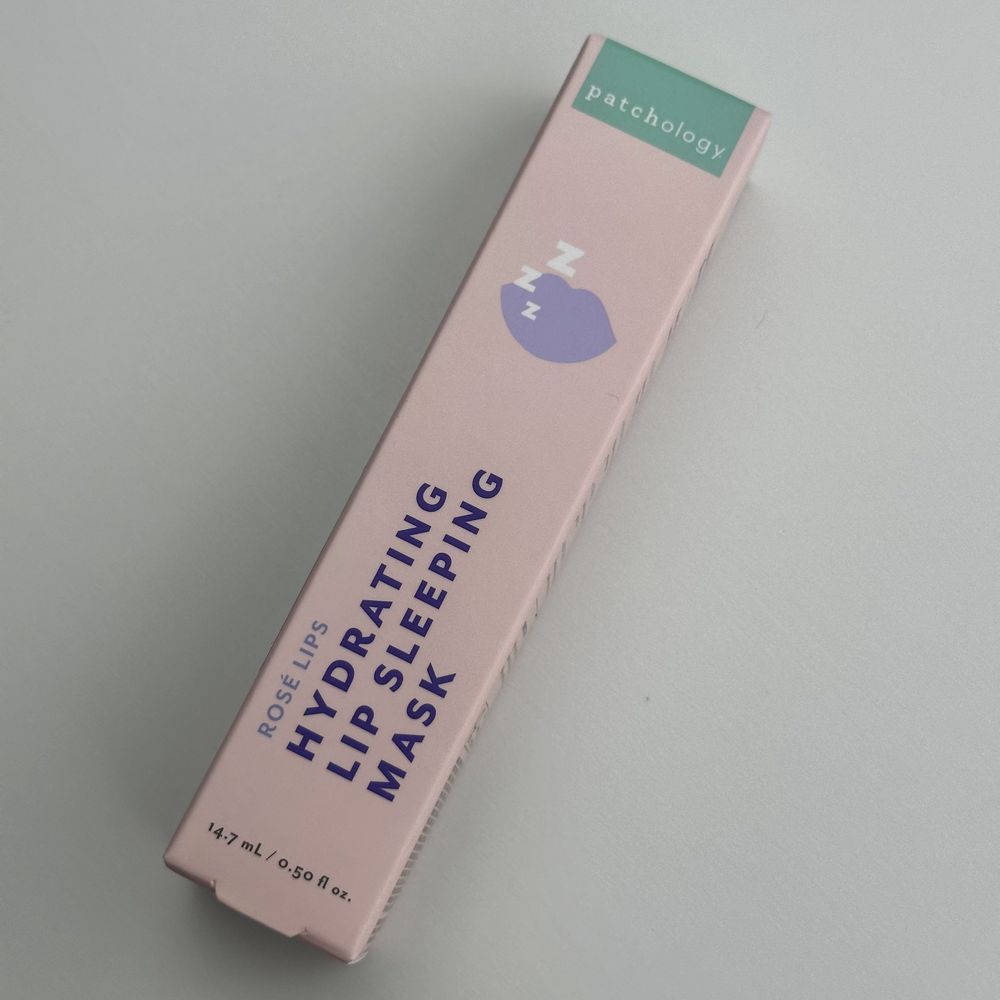 patchology
z
z
z
ROSÉ LIPS
HYDRATING
LIP SLEEPING
MASK
14.7 mL / 0.50 fl oz.